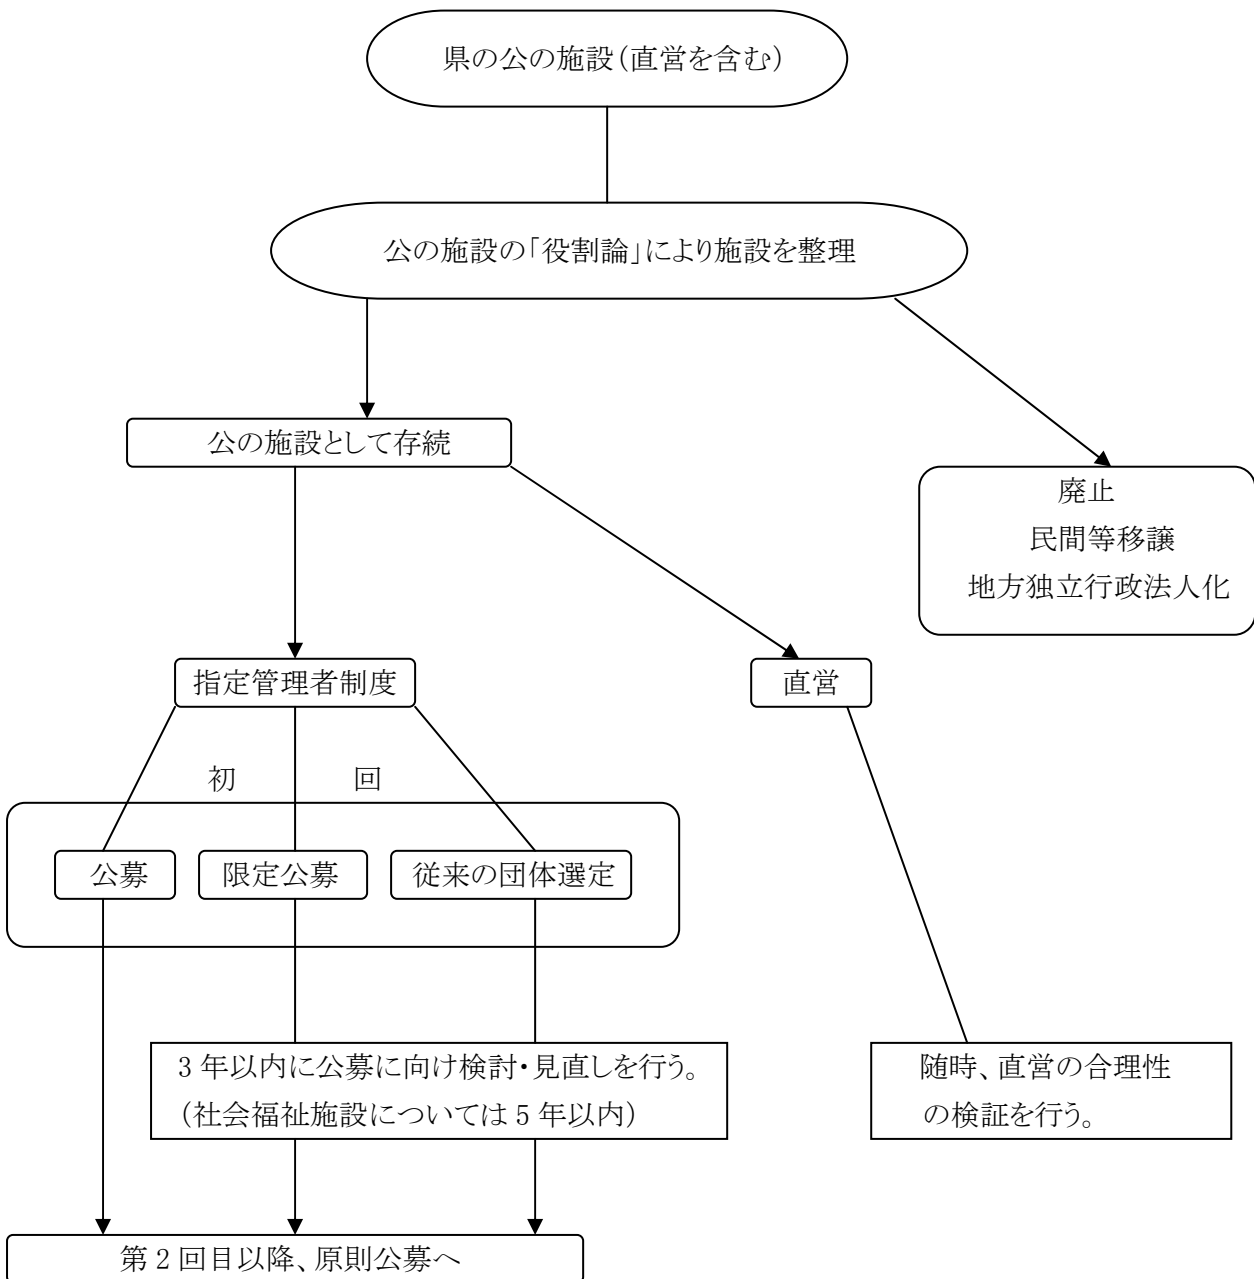 県の公の施設(直営を含む)
公の施設の「役割論」により施設を整理
公の施設として存続
廃止
民間等移譲
地方独立行政法人化
指定管理者制度
直営
初 回
公募
限定公募
従来の団体選定
3 年以内に公募に向け検討・見直しを行う。
(社会福祉施設については 5 年以内)
随時、直営の合理性
の検証を行う。
第 2 回目以降、原則公募へ